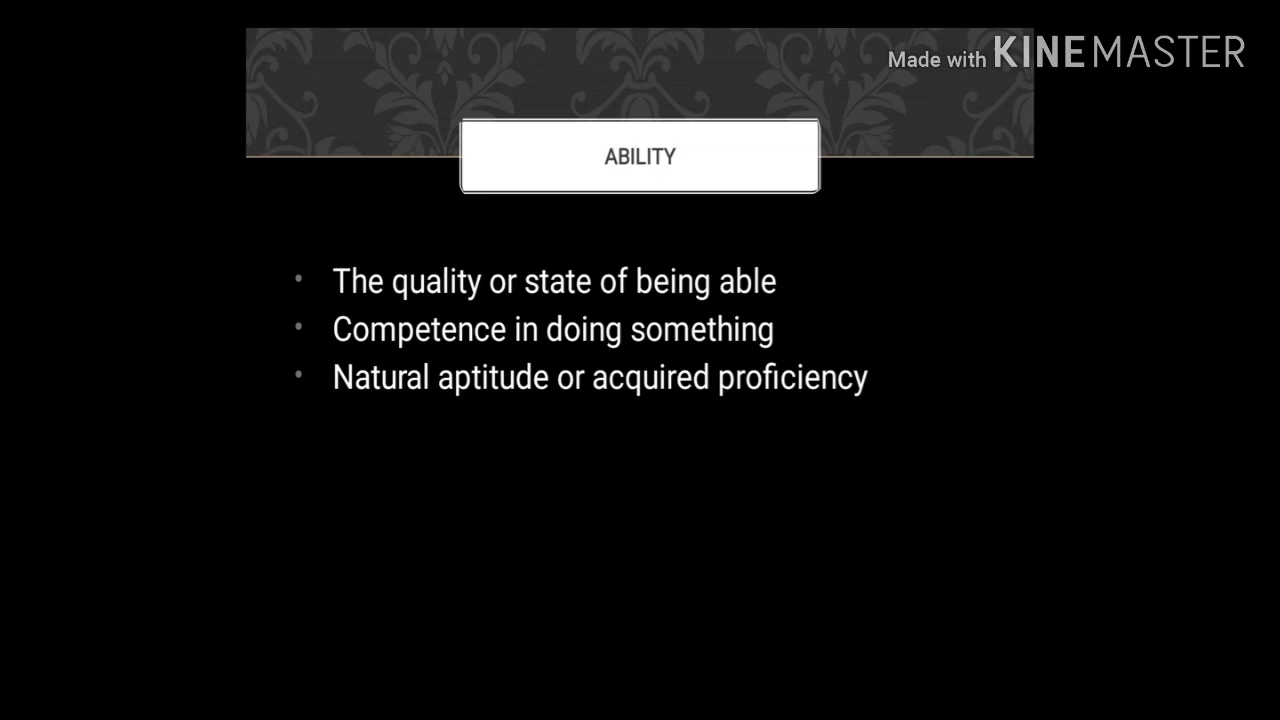 Made with KINEMASTER
ABILITY
• The quality or state of being able
• Competence in doing something
• Natural aptitude or acquired proficiency